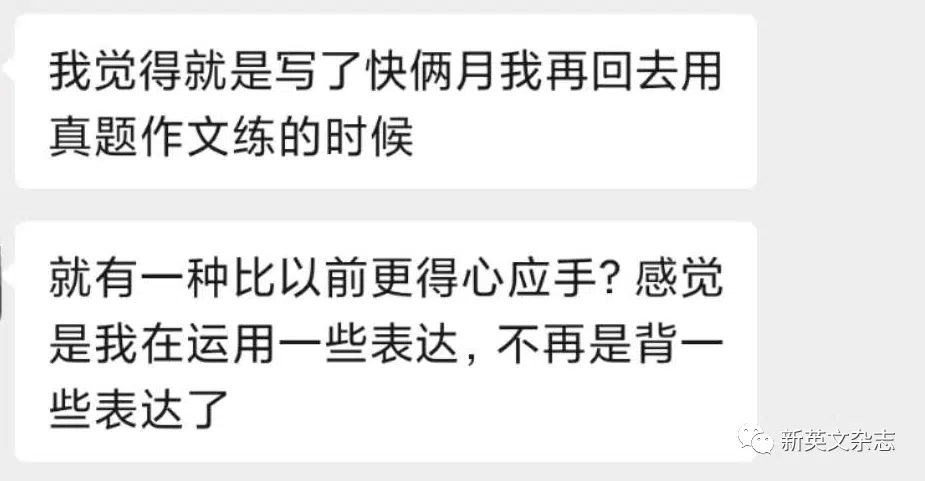 我觉得就是写了快俩月我再回去用
真题作文练的时候
就有一种比以前更得心应手？感觉
是我在运用一些表达，不再是背一
些表达了
新英文杂志